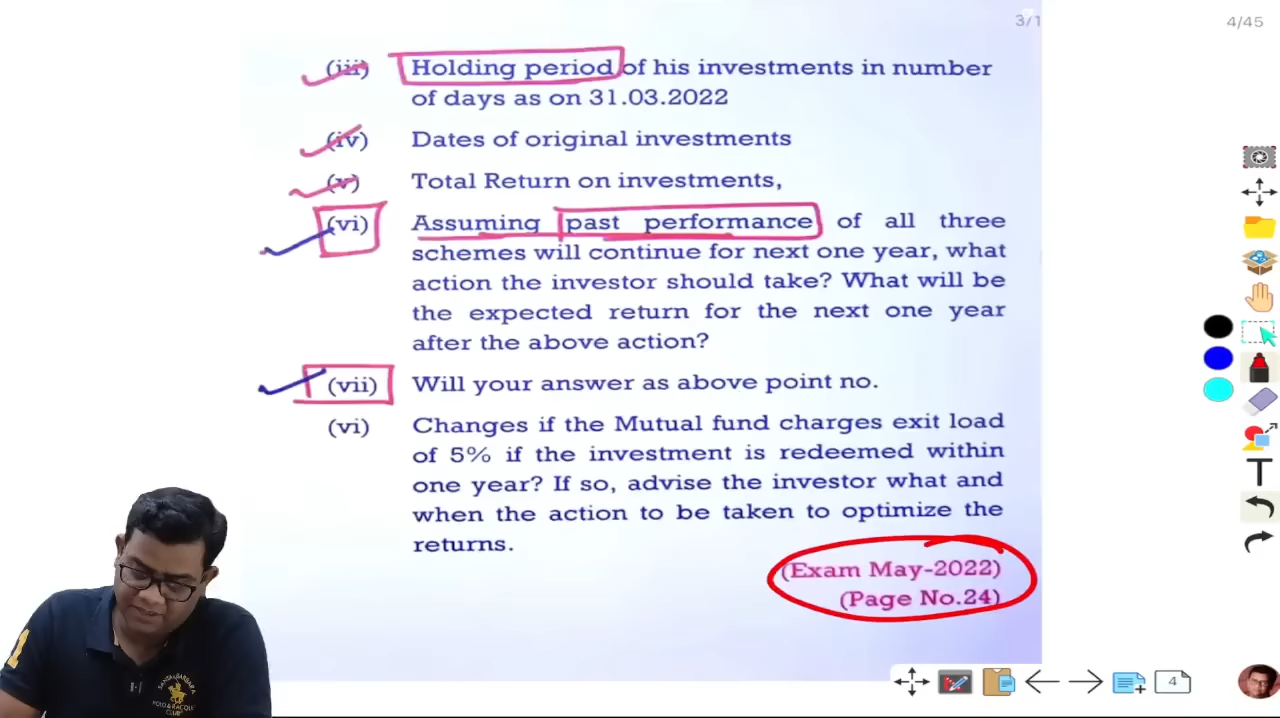 3/1
4/45
(iii) Holding period of his investments in number
of days as on 31.03.2022
(iv) Dates of original investments
(v) Total Return on investments,
(vi) Assuming past performance of all three
schemes will continue for next one year, what
action the investor should take? What will be
the expected return for the next one year
after the above action?
(vii) Will your answer as above point no.
(vi) Changes if the Mutual fund charges exit load
of 5% if the investment is redeemed within
one year? If so, advise the investor what and
when the action to be taken to optimize the
returns.
(Exam May-2022)
(Page No.24)
T
4
1
SANTA BARBARA
POLO & RACQUET
CLUB